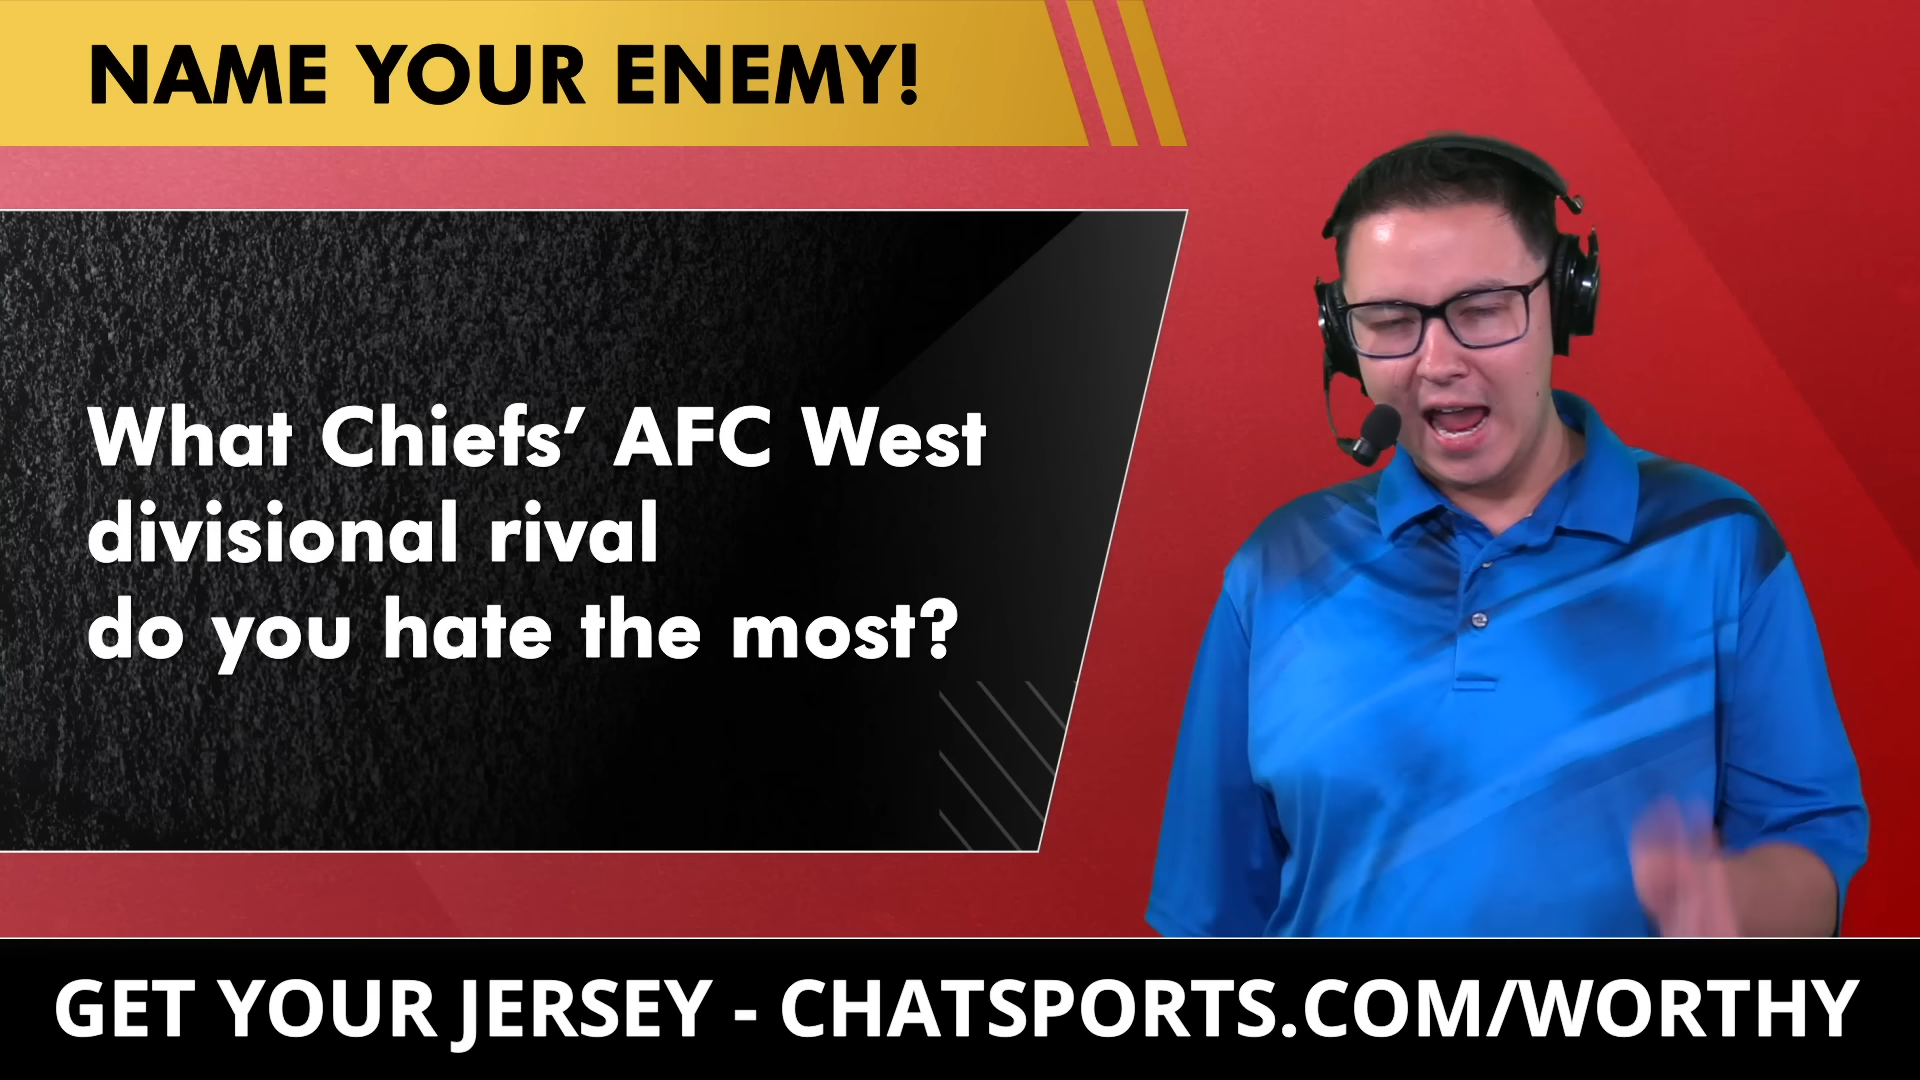 NAME YOUR ENEMY!
What Chiefs’ AFC West
divisional rival
do you hate the most?
GET YOUR JERSEY - CHATSPORTS.COM/WORTHY